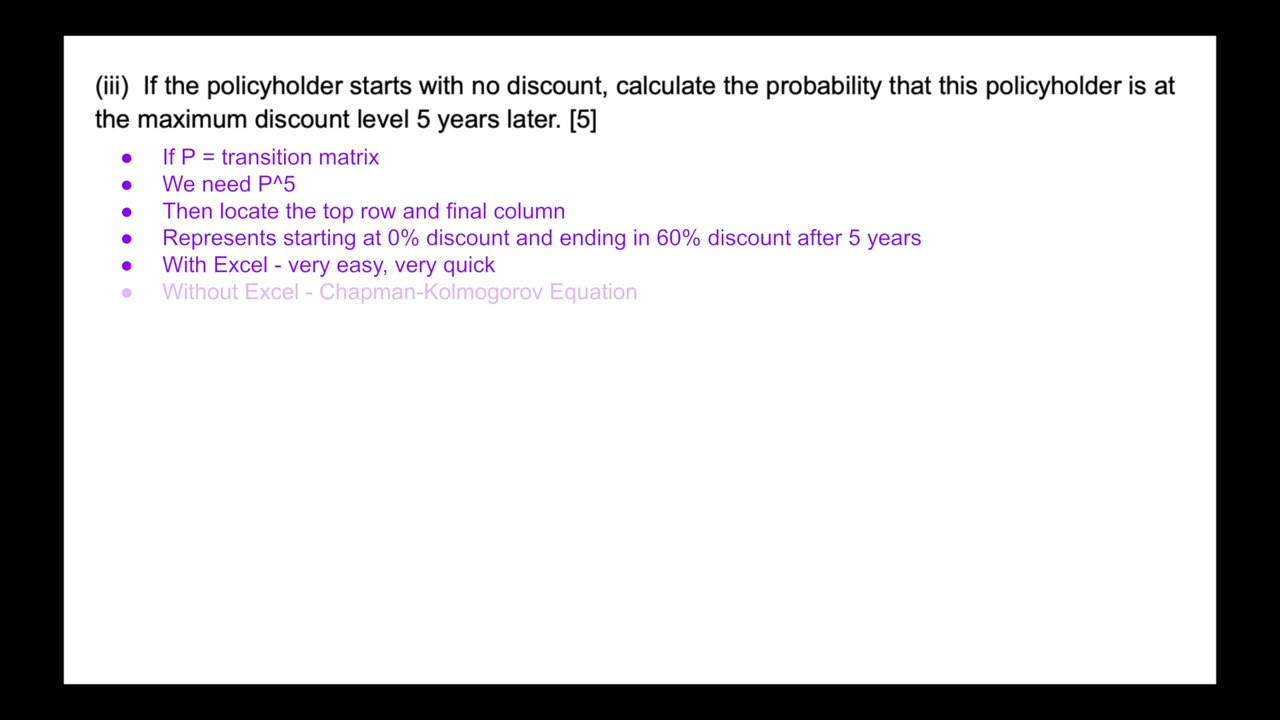 (iii) If the policyholder starts with no discount, calculate the probability that this policyholder is at
the maximum discount level 5 years later. [5]
● If P = transition matrix
● We need P^5
● Then locate the top row and final column
● Represents starting at 0% discount and ending in 60% discount after 5 years
● With Excel - very easy, very quick
● Without Excel - Chapman-Kolmogorov Equation